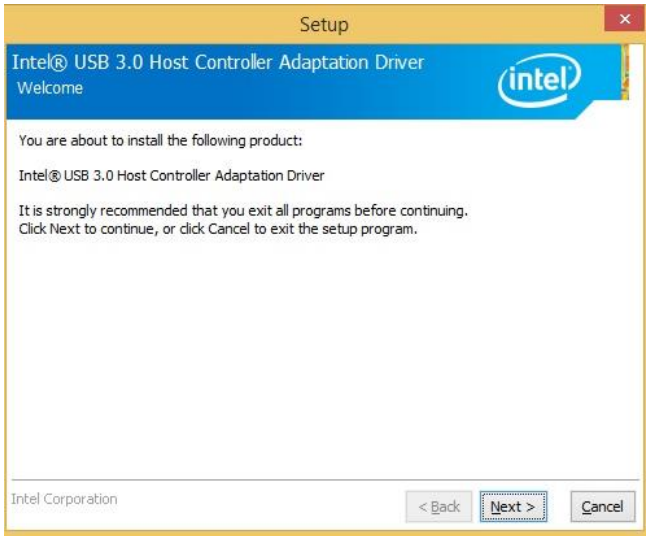 Setup
Intel® USB 3.0 Host Controller Adaptation Driver
Welcome
intel
You are about to install the following product:
Intel® USB 3.0 Host Controller Adaptation Driver
It is strongly recommended that you exit all programs before continuing.
Click Next to continue, or click Cancel to exit the setup program.
Intel Corporation
< Back Next > Cancel